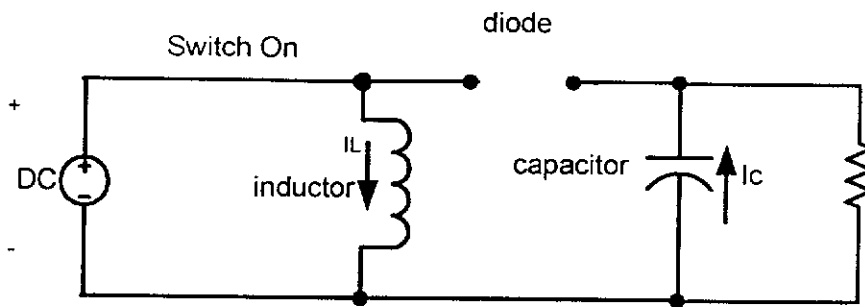 diode
Switch On
+
IL
capacitor
Ic
+
DC
-
inductor
-